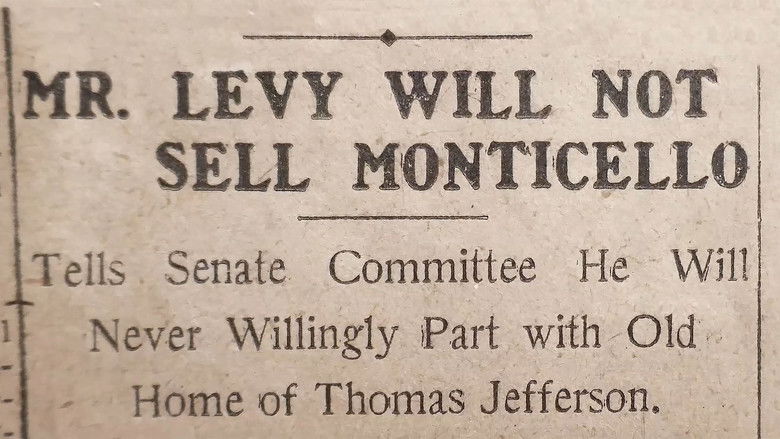 MR. LEVY WILL NOT
SELL MONTICELLO
Tells Senate Committee He Will
Never Willingly Part with Old
Home of Thomas Jefferson.